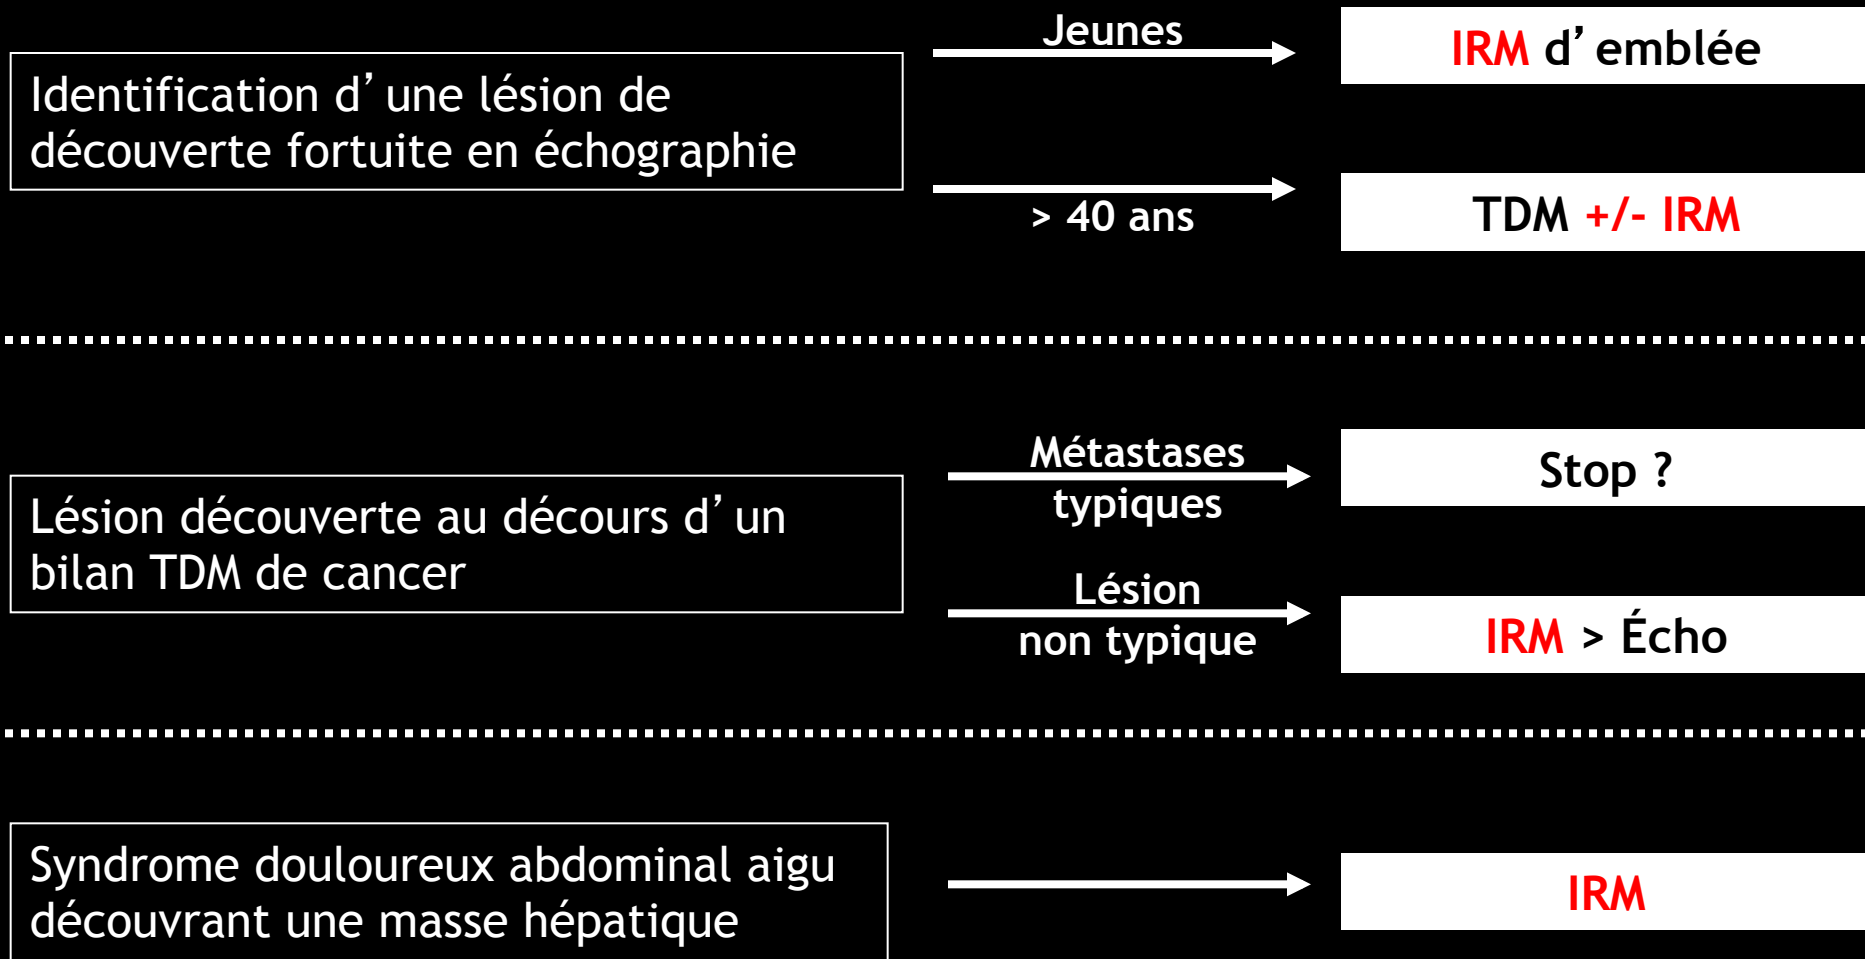 Jeunes
IRM d’emblée
Identification d’une lésion de
découverte fortuite en échographie
> 40 ans
TDM +/- IRM
Métastases
typiques
Stop ?
Lésion découverte au décours d’un
bilan TDM de cancer
Lésion
non typique
IRM > Écho
Syndrome douloureux abdominal aigu
découvrant une masse hépatique
IRM